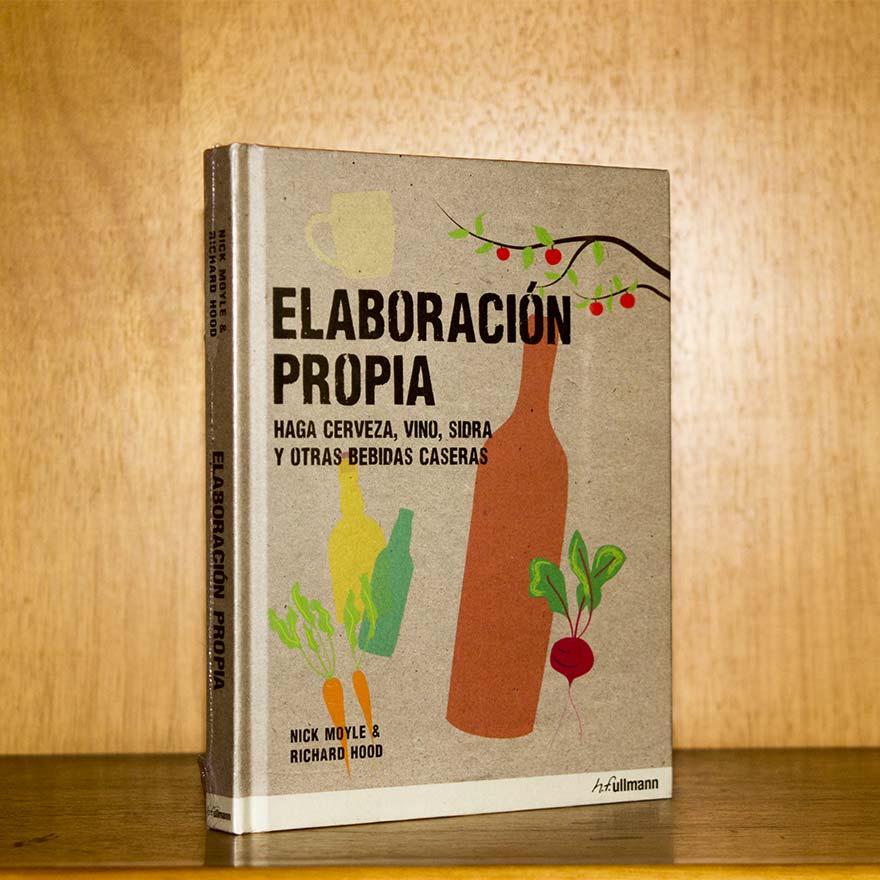 NICK MOYLE &
RICHARD HOOD
ELABORACIÓN PROPIA
h.f.ullmann
ELABORACIÓN
PROPIA
HAGA CERVEZA, VINO, SIDRA
Y OTRAS BEBIDAS CASERAS
NICK MOYLE &
RICHARD HOOD
h.f.ullmann